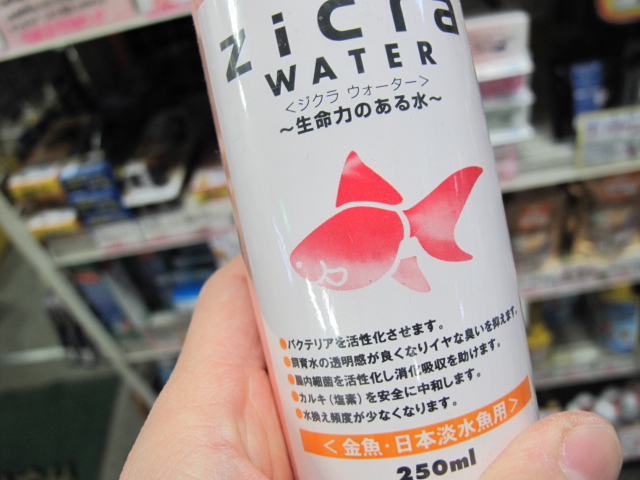 zicra
WATER
<ジクラ ウォーター>
～生命力のある水～
●バクテリアを活性化させます。
●飼育水の透明感が良くなりイヤな臭いを抑えます。
●腸内細菌を活性化し消化吸収を助けます。
●カルキ(塩素)を安全に中和します。
●水換え頻度が少なくなります。
<金魚・日本淡水魚用>
250ml